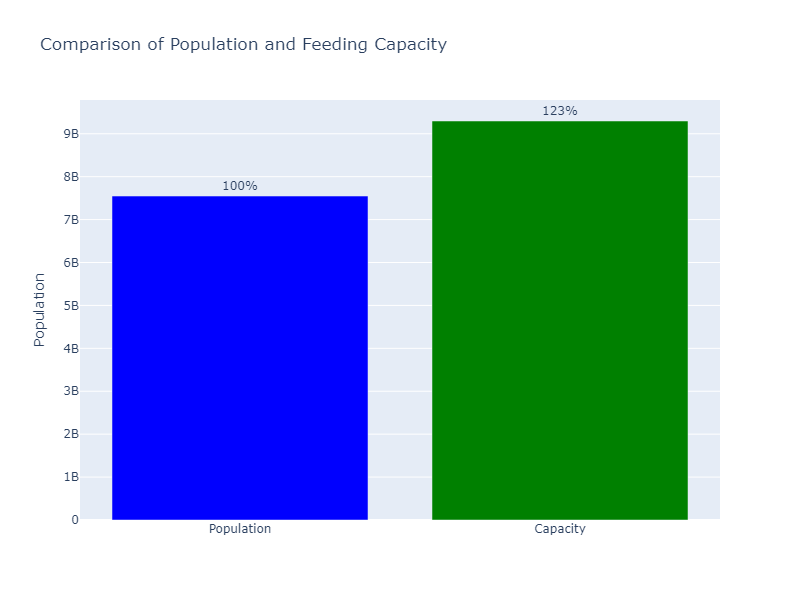 Comparison of Population and Feeding Capacity
123%
100%
9B
8B
7B
6B
5B
4B
3B
2B
1B
0
Population
Population
Capacity